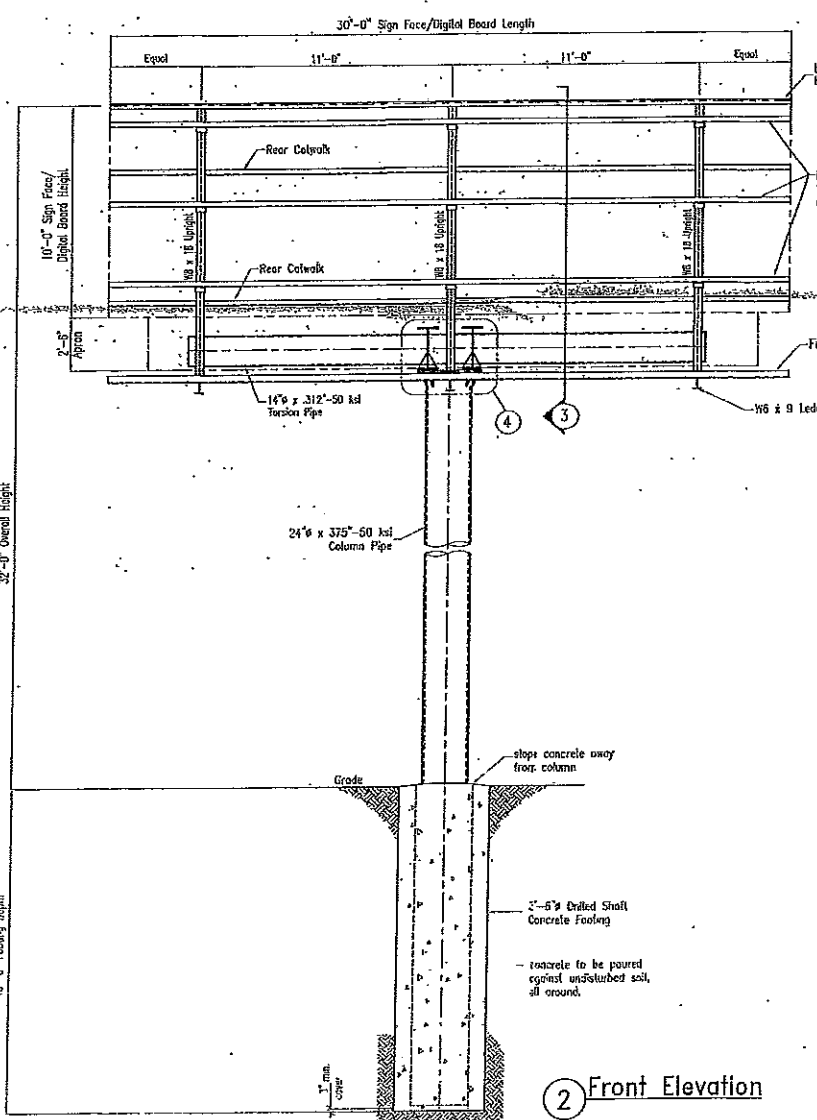 30'-0" Sign Face/Digital Board Length
Equal
11'-0"
11'-0"
Equal
Rear Catwalk
10'-0" Sign Face/
Digital Board Height
W8 x 18 Upright
W8 x 18 Upright
W8 x 18 Upright
Rear Catwalk
2'-6"
Apron
14"ø x .312"-50 ksi
Torsion Pipe
4
3
W6 x 9
24"ø x .375"-50 ksi
Column Pipe
32'-0" Overall Height
slope concrete away
from column
Grade
Drilled Shaft
Concrete Footing
- concrete to be poured
against undisturbed soil,
all around.
Footing Depth
3" min.
cover
2 Front Elevation